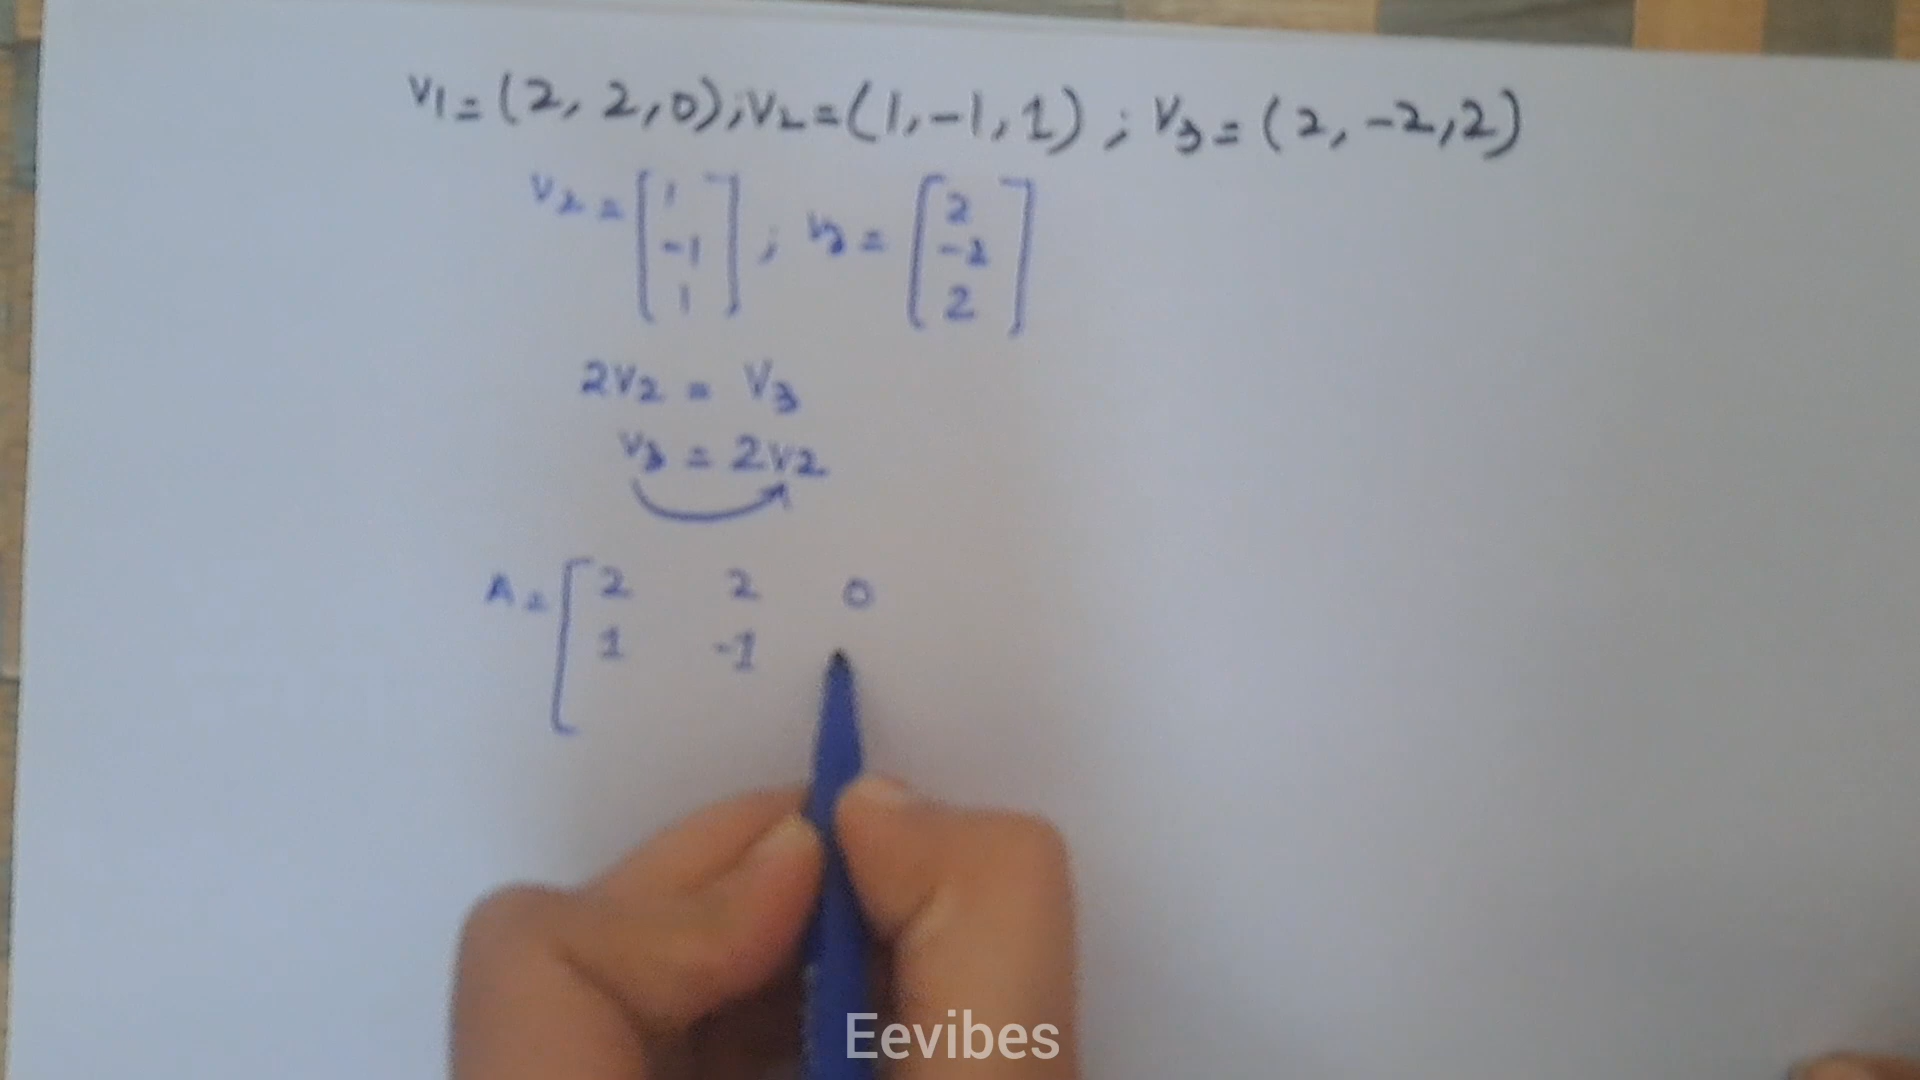 V1 = (2, 2, 0); V2 = (1, -1, 1) ; V3 = (2, -2, 2)
V2 = [1 -1 1] ; V3 = [2 -2 2]
2V2 = V3
V3 = 2V2
A = [2 2 0
1 -1
Eevibes